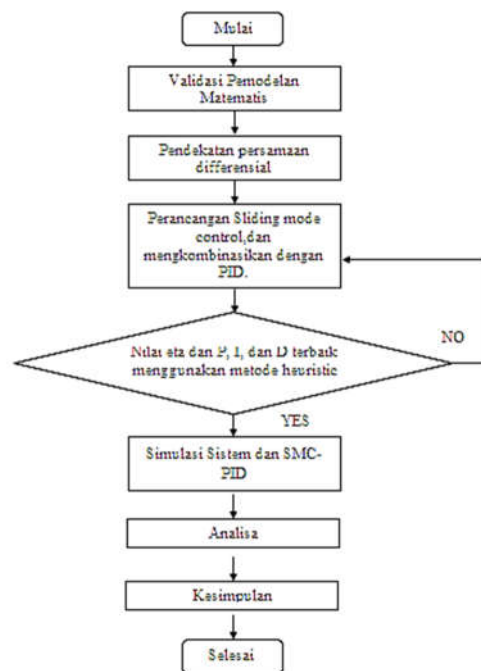 Mulai
Validasi Pemodelan
Matematis
Pendekatan persamaan
differensial
Perancangan Sliding mode
control,dan
mengkombinasikan dengan
PID.
NO
Nilai eta dan P, I, dan D terbaik
menggunakan metode heuristic
YES
Simulasi Sistem dan SMC-
PID
Analisa
Kesimpulan
Selesai